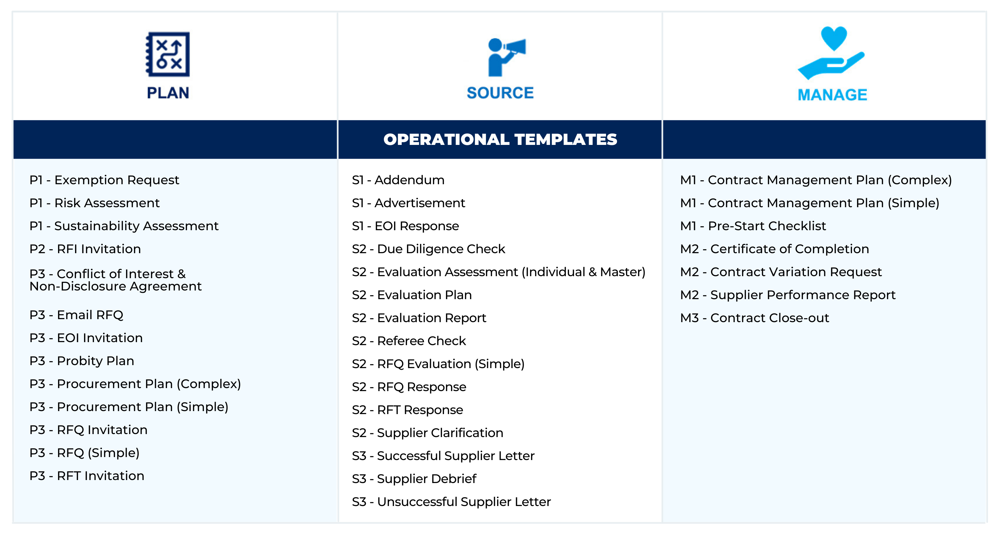 PLAN
SOURCE
MANAGE
OPERATIONAL TEMPLATES
P1 - Exemption Request
P1 - Risk Assessment
P1 - Sustainability Assessment
P2 - RFI Invitation
P3 - Conflict of Interest &
Non-Disclosure Agreement
P3 - Email RFQ
P3 - EOI Invitation
P3 - Probity Plan
P3 - Procurement Plan (Complex)
P3 - Procurement Plan (Simple)
P3 - RFQ Invitation
P3 - RFQ (Simple)
P3 - RFT Invitation
S1 - Addendum
S1 - Advertisement
S1 - EOI Response
S2 - Due Diligence Check
S2 - Evaluation Assessment (Individual & Master)
S2 - Evaluation Plan
S2 - Evaluation Report
S2 - Referee Check
S2 - RFQ Evaluation (Simple)
S2 - RFQ Response
S2 - RFT Response
S2 - Supplier Clarification
S3 - Successful Supplier Letter
S3 - Supplier Debrief
S3 - Unsuccessful Supplier Letter
M1 - Contract Management Plan (Complex)
M1 - Contract Management Plan (Simple)
M1 - Pre-Start Checklist
M2 - Certificate of Completion
M2 - Contract Variation Request
M2 - Supplier Performance Report
M3 - Contract Close-out